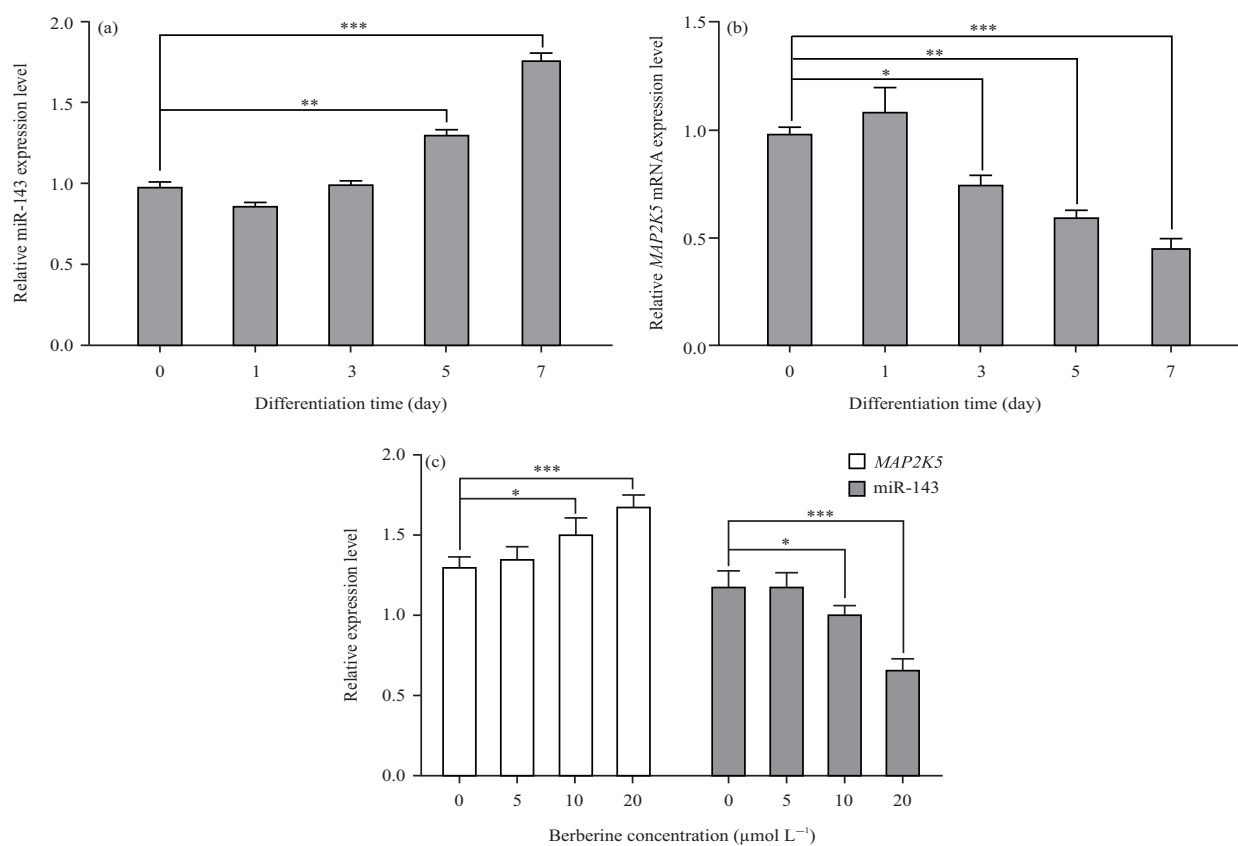 (a)
Relative miR-143 expression level
2.0
1.5
1.0
0.5
0.0
***
**
0 1 3 5 7
Differentiation time (day)
(b)
Relative MAP2K5 mRNA expression level
1.5
1.0
0.5
0.0
***
**
*
0 1 3 5 7
Differentiation time (day)
(c)
Relative expression level
2.0
1.5
1.0
0.5
0.0
***
*
MAP2K5
miR-143
***
*
0 5 10 20 0 5 10 20
Berberine concentration (µmol L⁻¹)